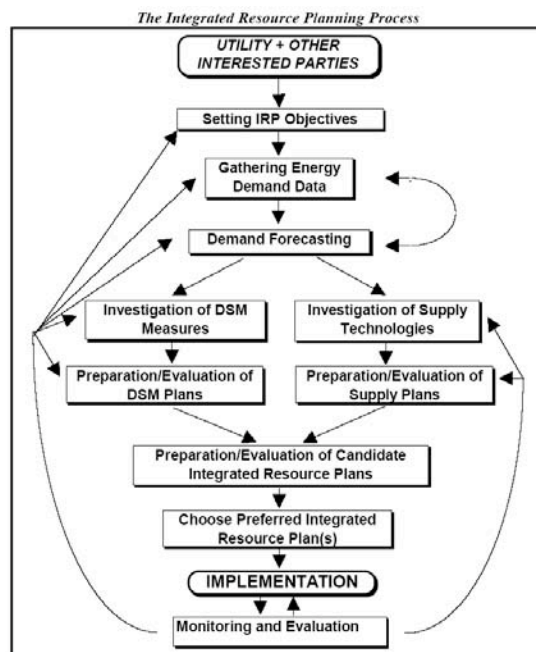 The Integrated Resource Planning Process
UTILITY + OTHER
INTERESTED PARTIES
Setting IRP Objectives
Gathering Energy
Demand Data
Demand Forecasting
Investigation of DSM
Measures
Investigation of Supply
Technologies
Preparation/Evaluation of
DSM Plans
Preparation/Evaluation of
Supply Plans
Preparation/Evaluation of Candidate
Integrated Resource Plans
Choose Preferred Integrated
Resource Plan(s)
IMPLEMENTATION
Monitoring and Evaluation